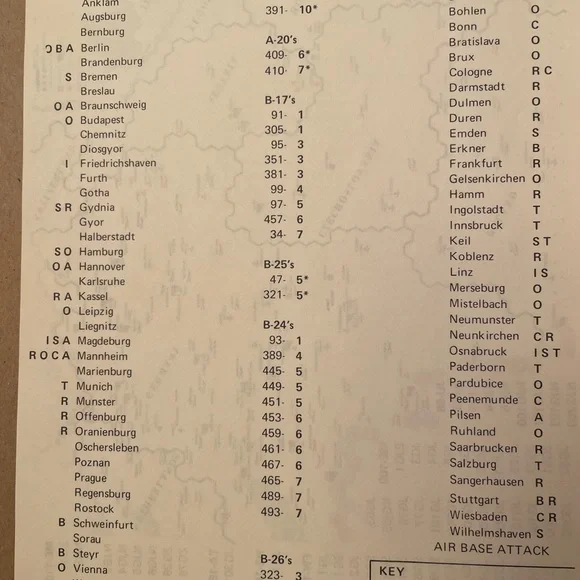 Anklam
Augsburg
Bernburg
O B A Berlin
Brandenburg
S Bremen
Breslau
O A Braunschweig
O Budapest
Chemnitz
Diosgyor
I Friedrichshaven
Furth
Gotha
S R Gydnia
Gyor
Halberstadt
S O Hamburg
O A Hannover
Karlsruhe
R A Kassel
O Leipzig
Liegnitz
I S A Magdeburg
R O C A Mannheim
Marienburg
T Munich
R Munster
R Offenburg
R Oranienburg
Oschersleben
Poznan
Prague
Regensburg
Rostock
B Schweinfurt
Sorau
B Steyr
O Vienna
391- 10*
A-20's
409- 6*
410- 7*
B-17's
91- 1
305- 1
95- 3
351- 3
381- 3
99- 4
97- 5
457- 6
34- 7
B-25's
47- 5*
321- 5*
B-24's
93- 1
389- 4
445- 5
449- 5
451- 5
453- 6
459- 6
461- 6
467- 6
465- 7
489- 7
493- 7
B-26's
323- 3
Bohlen O
Bonn C
Bratislava O
Brux O
Cologne R C
Darmstadt R
Dulmen O
Duren R
Emden S
Erkner B
Frankfurt R
Gelsenkirchen O
Hamm R
Ingolstadt T
Innsbruck T
Keil S T
Koblenz R
Linz I S
Merseburg O
Mistelbach O
Neumunster T
Neunkirchen C R
Osnabruck I S T
Paderborn T
Pardubice O
Peenemunde C
Pilsen A
Ruhland O
Saarbrucken R
Salzburg T
Sangerhausen R
Stuttgart B R
Wiesbaden C R
Wilhelmshaven S
AIR BASE ATTACK
KEY